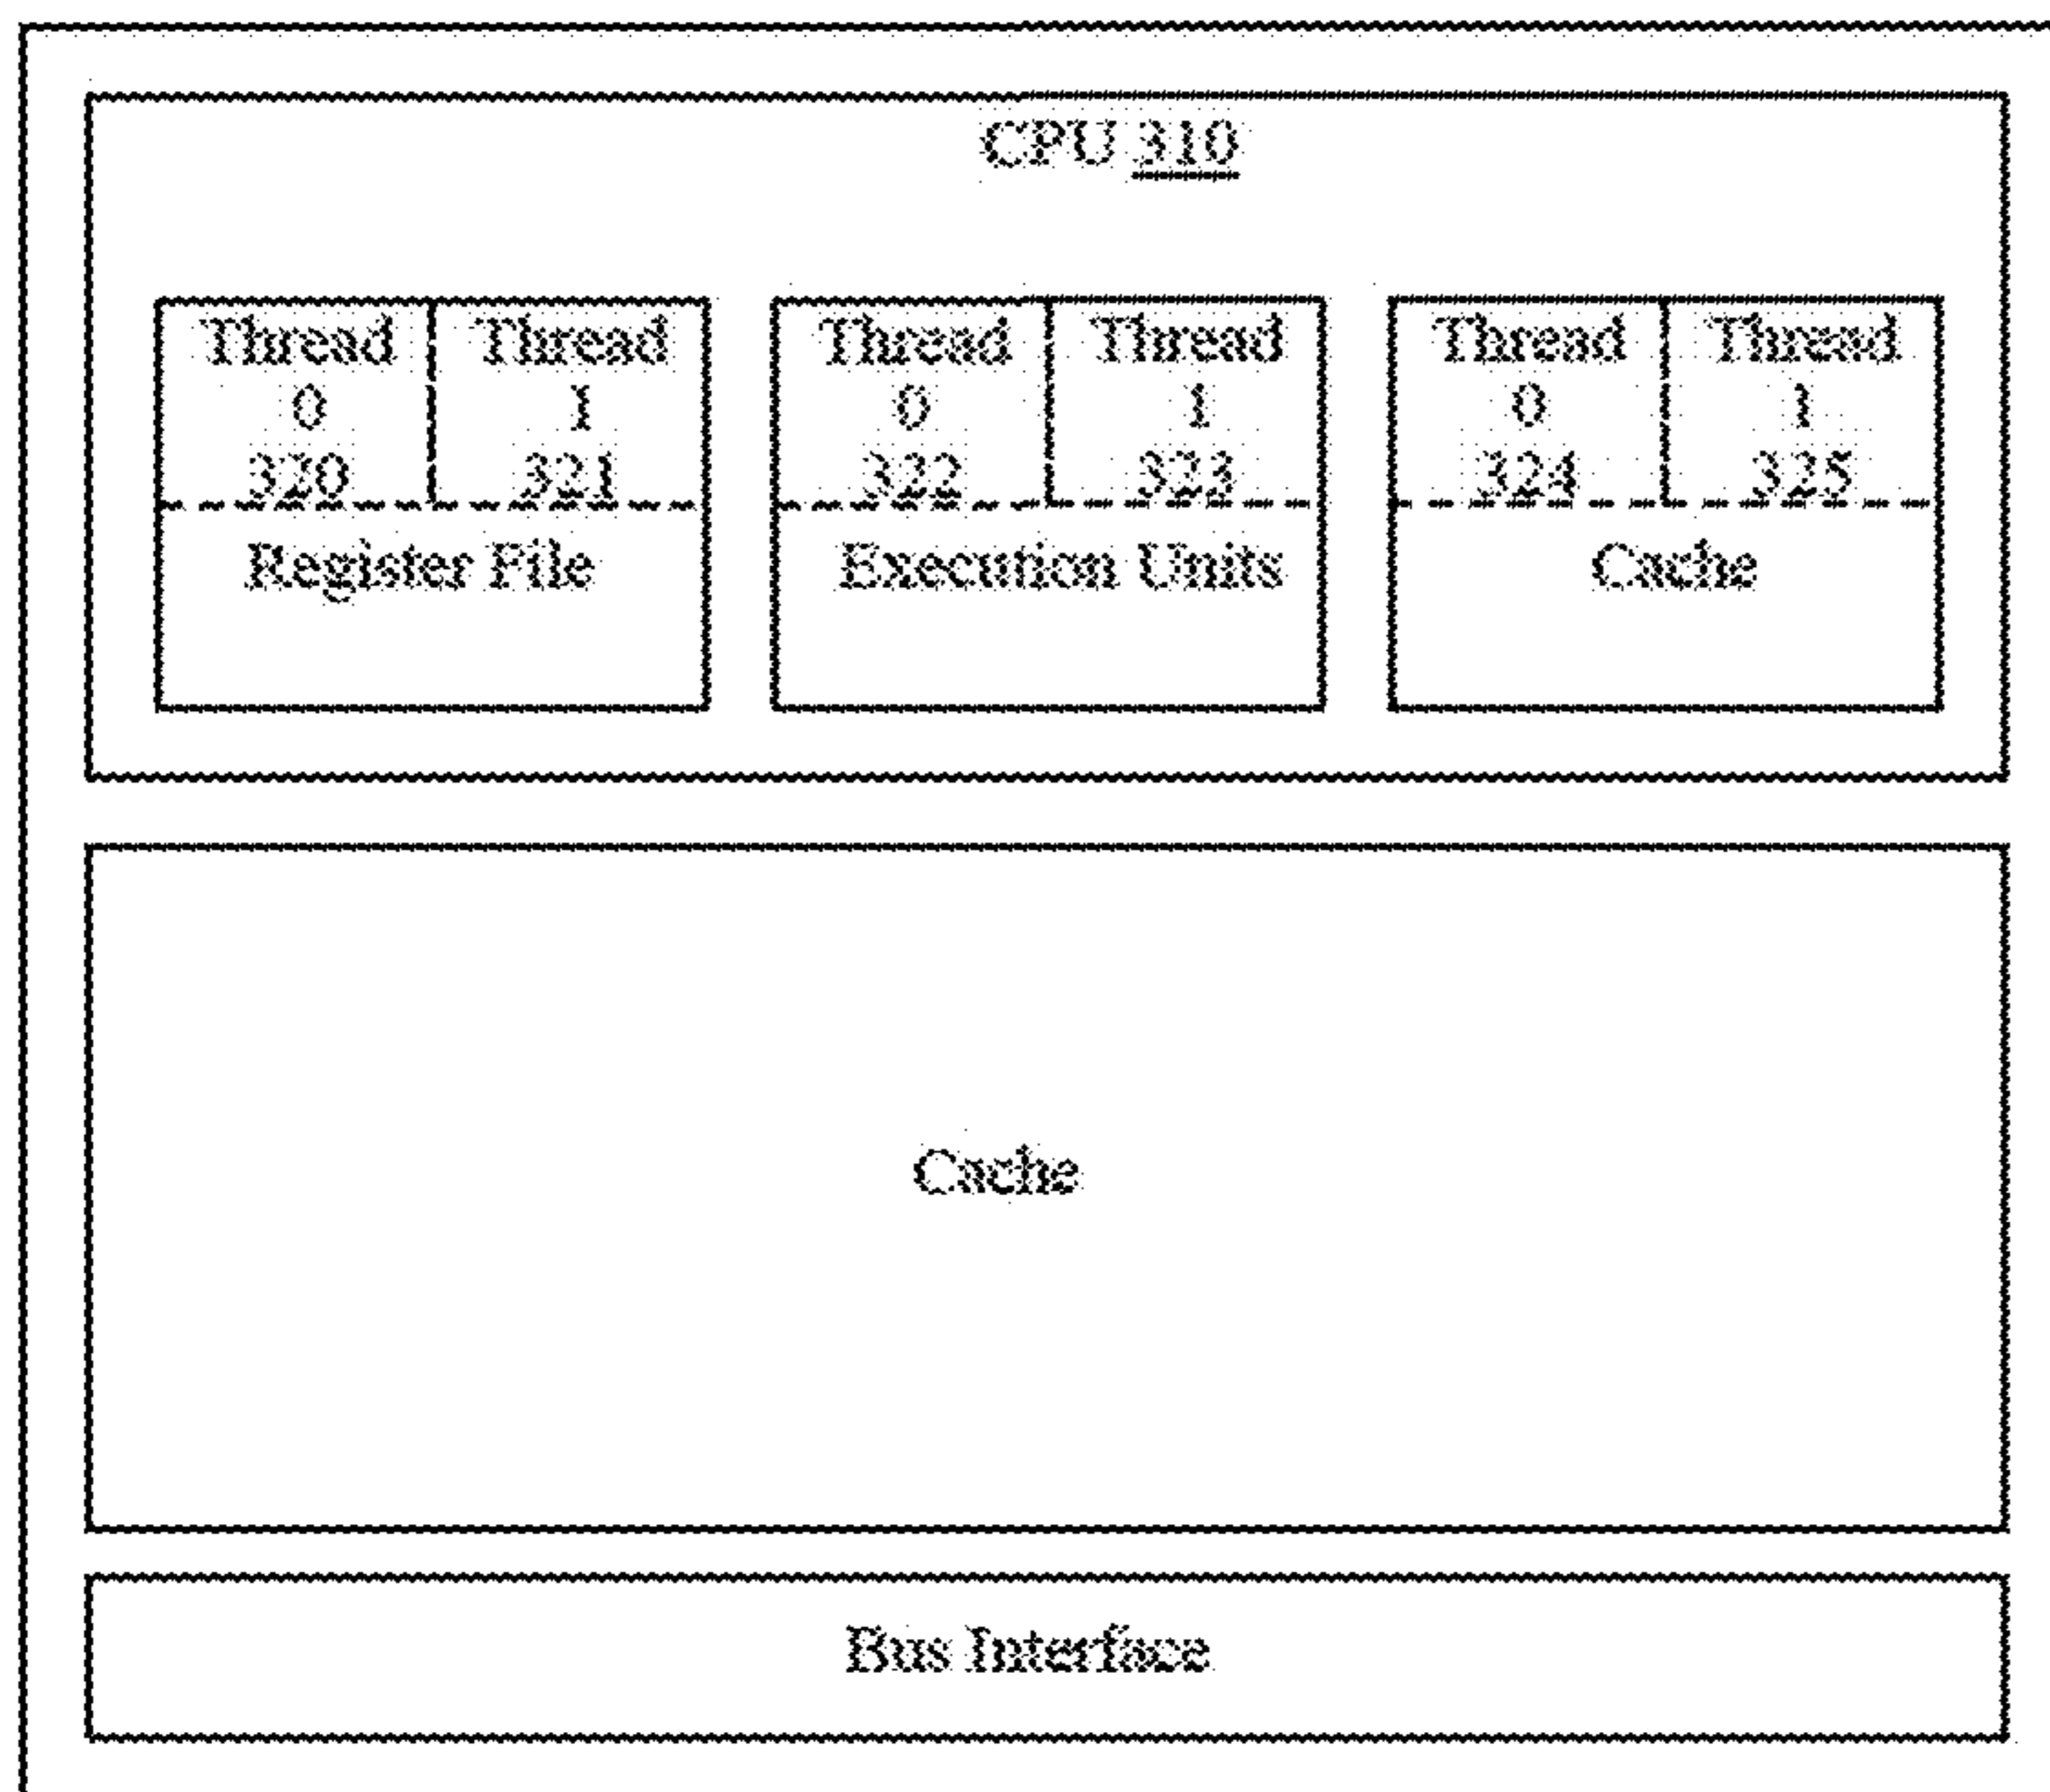 CPU 310
Thread Thread Thread Thread Thread Thread
0 1 0 1 0 1
320 321 322 323 324 325
Register File Execution Units Cache
Cache
Bus Interface